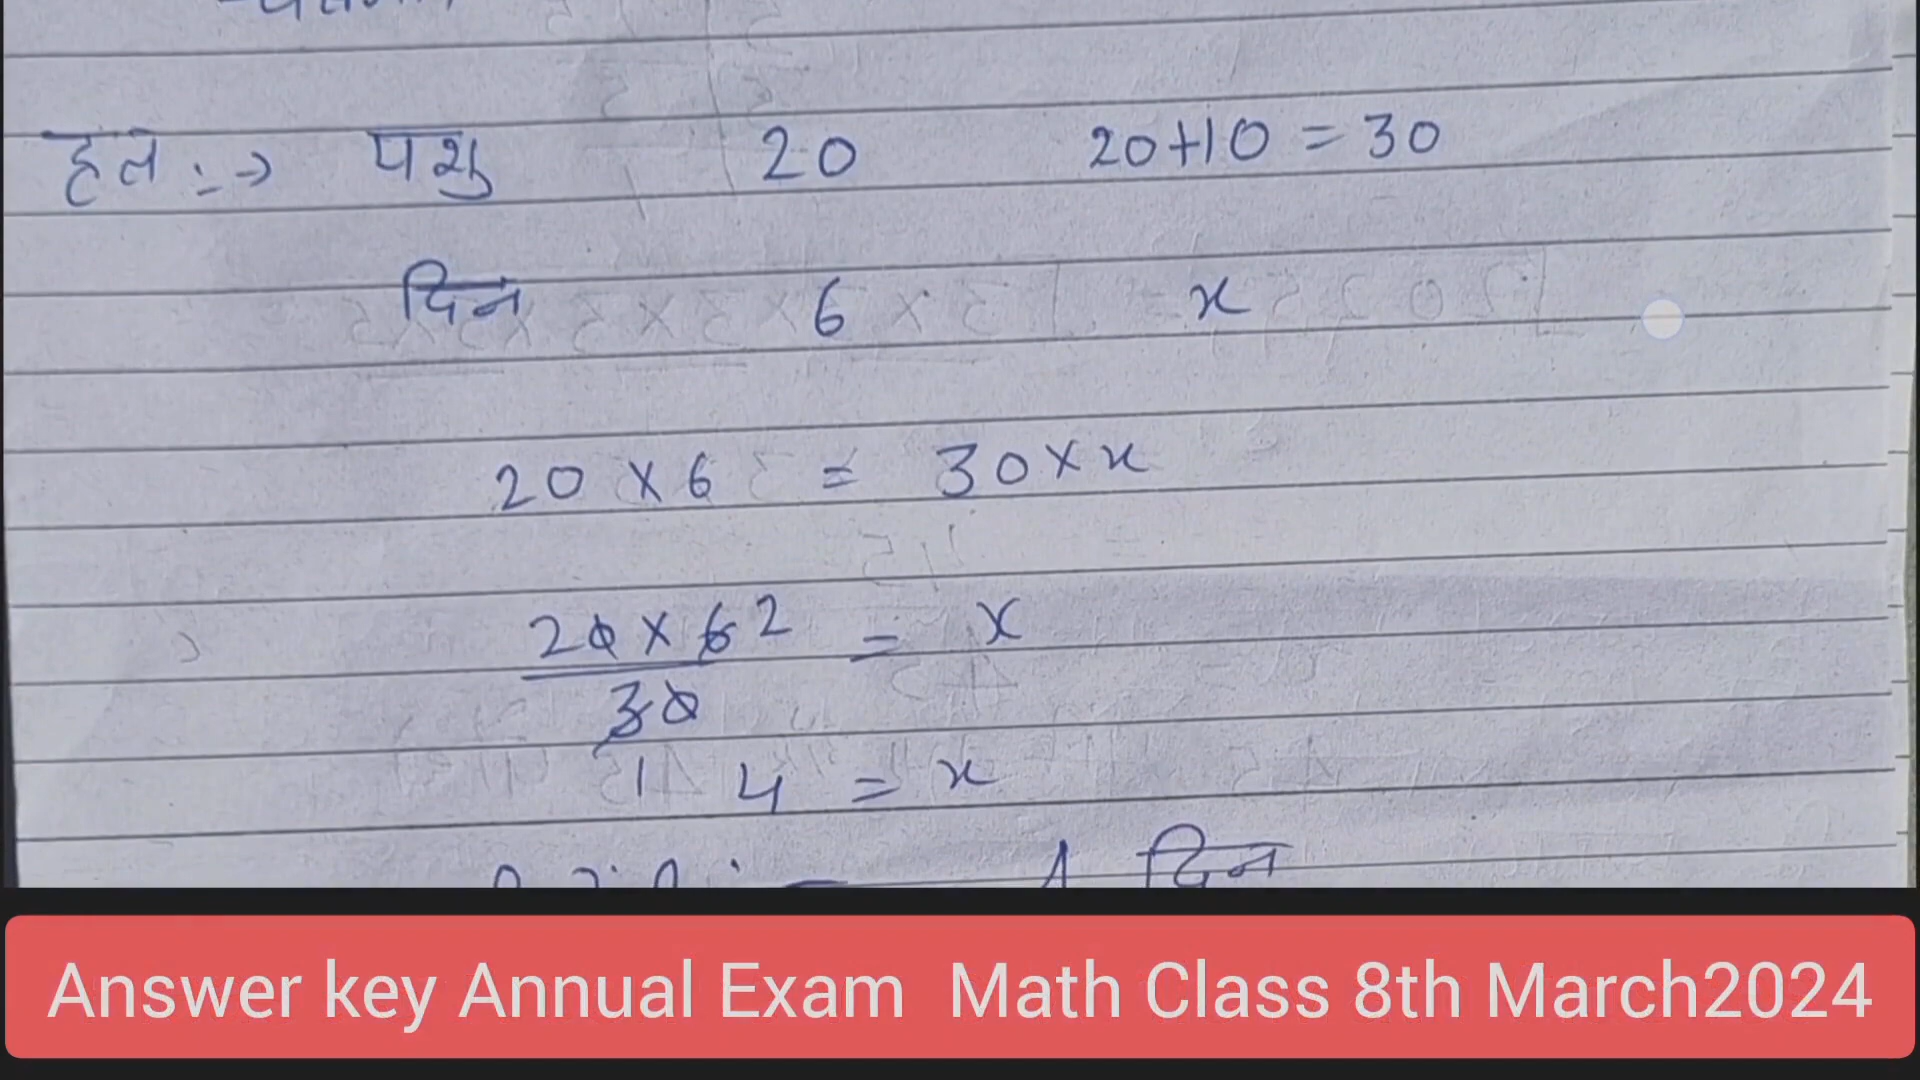 हल :→ पशु 20 20+10 = 30
दिन 6 x
20 x 6 = 30 x x
20 x 6 2 = x
30
1 4 = x
दिन
Answer key Annual Exam Math Class 8th March2024